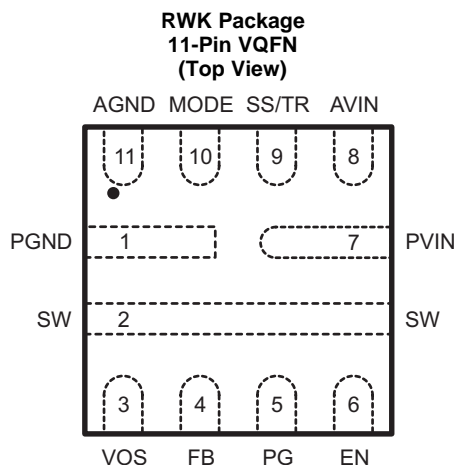 RWK Package
11-Pin VQFN
(Top View)
AGND MODE SS/TR AVIN
11 10 9 8
PGND 1 7 PVIN
SW 2 SW
3 4 5 6
VOS FB PG EN